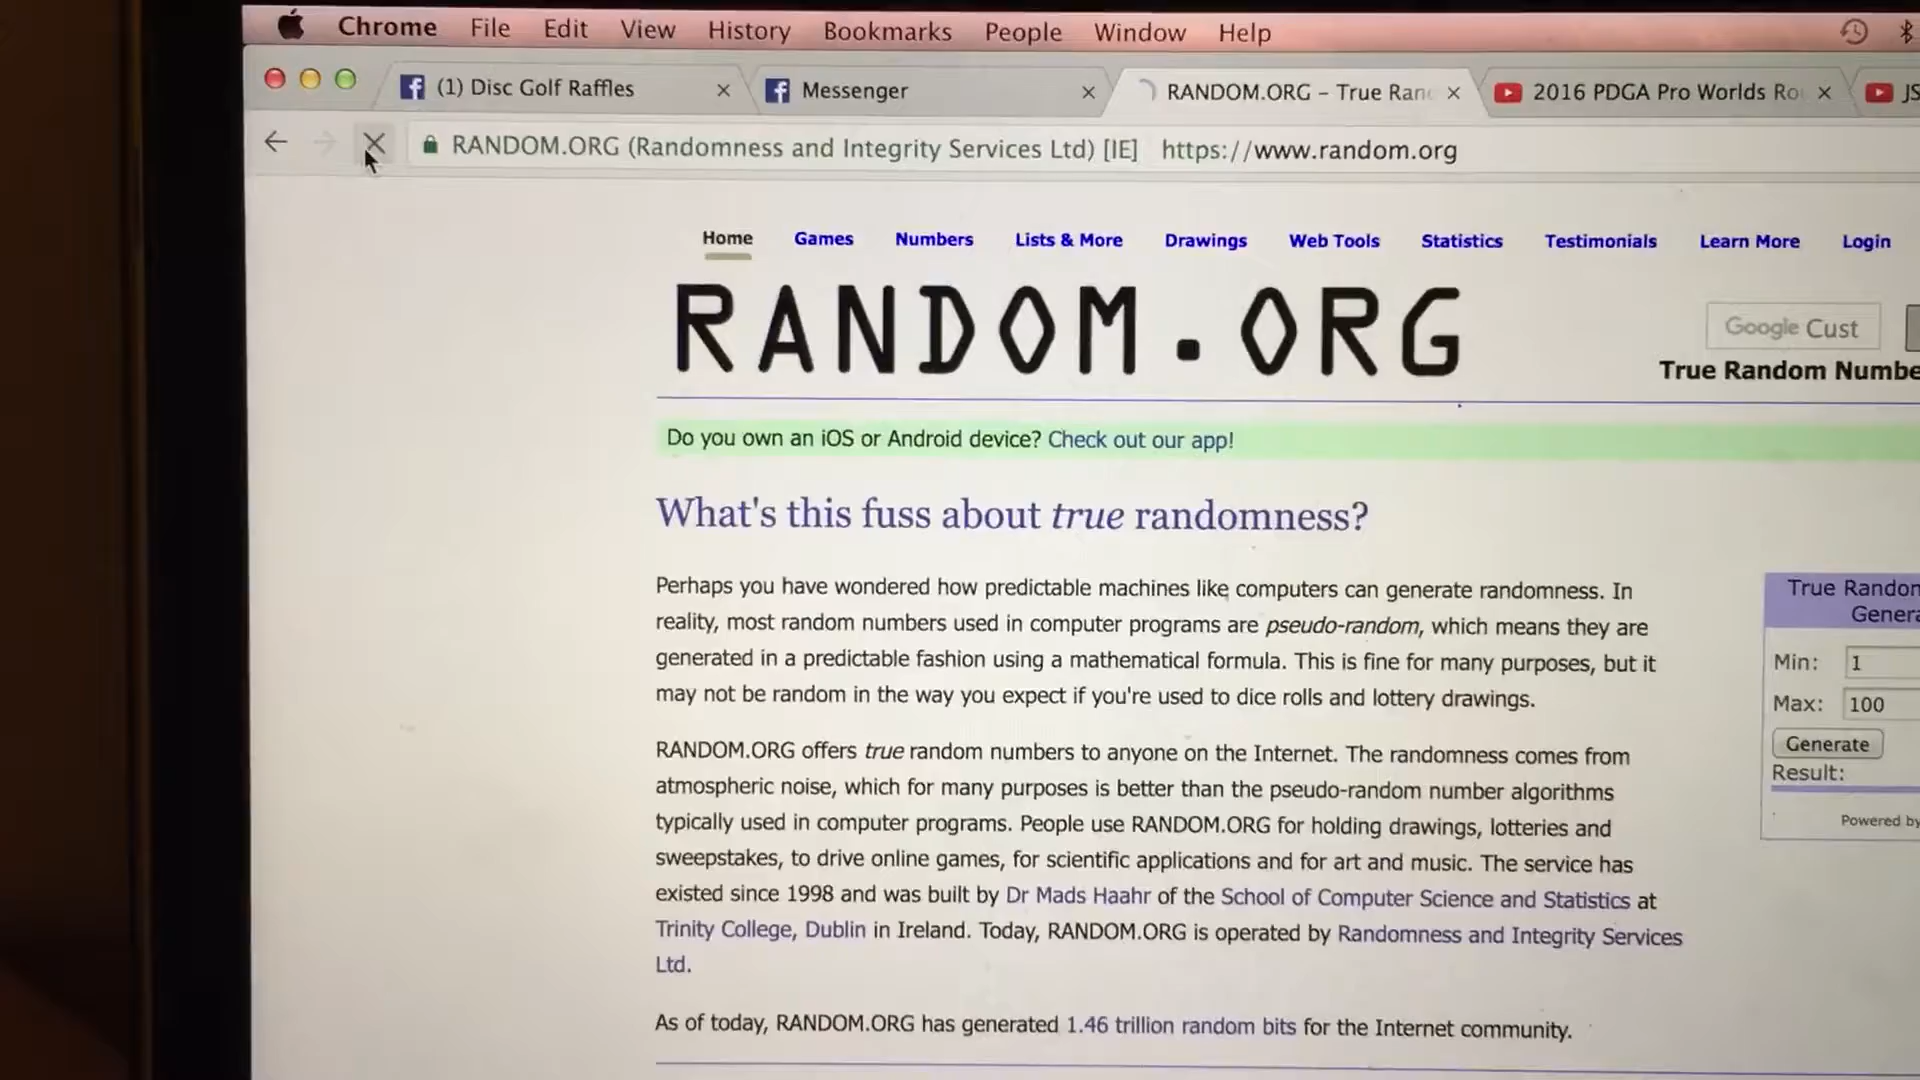 Chrome File Edit View History Bookmarks People Window Help
(1) Disc Golf Raffles Messenger RANDOM.ORG - True Ran 2016 PDGA Pro Worlds Ro JS
RANDOM.ORG (Randomness and Integrity Services Ltd) [IE] https://www.random.org
Home Games Numbers Lists & More Drawings Web Tools Statistics Testimonials Learn More Login
RANDOM.ORG
Google Cust
True Random Numbe
Do you own an iOS or Android device? Check out our app!
What's this fuss about true randomness?
Perhaps you have wondered how predictable machines like computers can generate randomness. In
reality, most random numbers used in computer programs are pseudo-random, which means they are
generated in a predictable fashion using a mathematical formula. This is fine for many purposes, but it
may not be random in the way you expect if you're used to dice rolls and lottery drawings.
RANDOM.ORG offers true random numbers to anyone on the Internet. The randomness comes from
atmospheric noise, which for many purposes is better than the pseudo-random number algorithms
typically used in computer programs. People use RANDOM.ORG for holding drawings, lotteries and
sweepstakes, to drive online games, for scientific applications and for art and music. The service has
existed since 1998 and was built by Dr Mads Haahr of the School of Computer Science and Statistics at
Trinity College, Dublin in Ireland. Today, RANDOM.ORG is operated by Randomness and Integrity Services
Ltd.
As of today, RANDOM.ORG has generated 1.46 trillion random bits for the Internet community.
True Random
Genera
Min: 1
Max: 100
Generate
Result:
Powered by